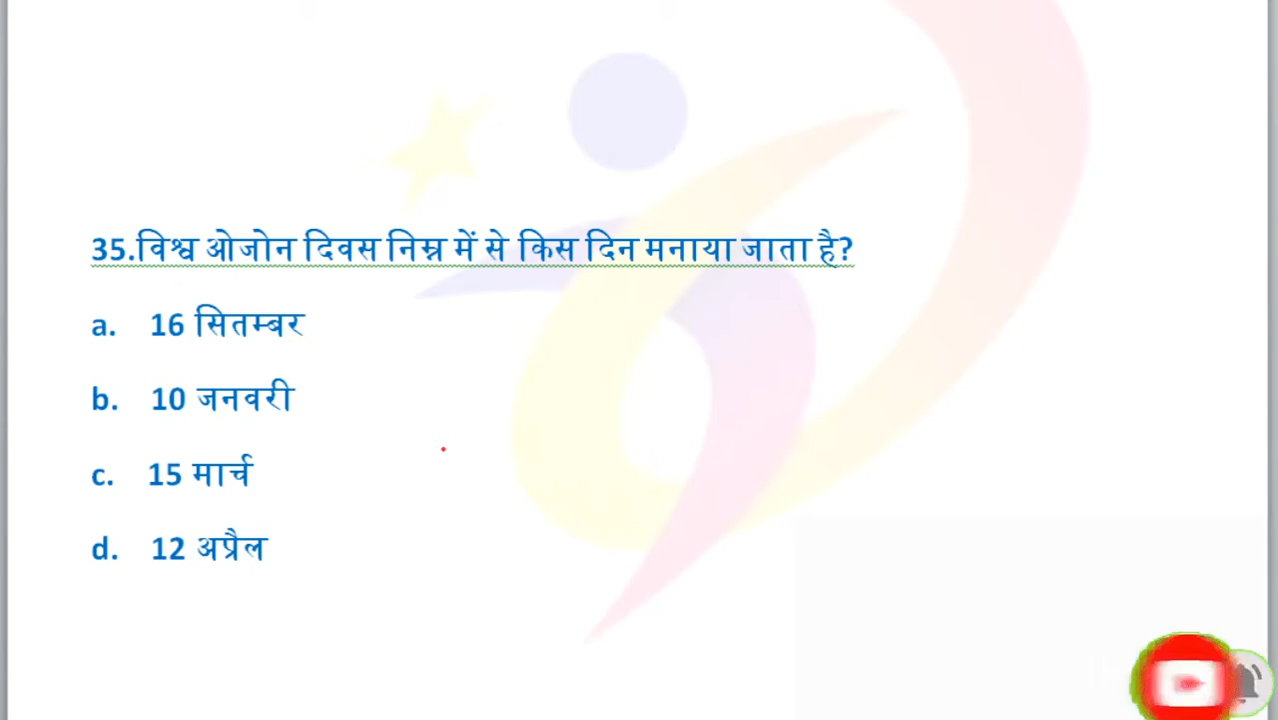 35.विश्व ओजोन दिवस निम्न में से किस दिन मनाया जाता है?
a. 16 सितम्बर
b. 10 जनवरी
c. 15 मार्च
d. 12 अप्रैल